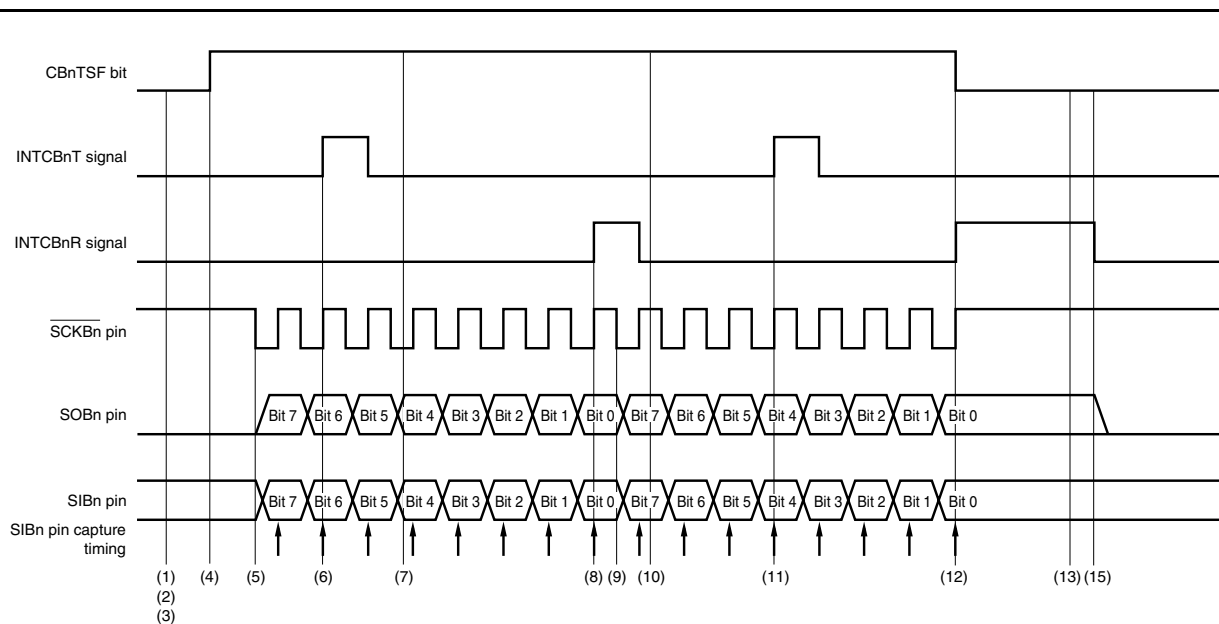 CBnTSF bit
INTCBnT signal
INTCBnR signal
SCKBn pin
SOBn pin
Bit 7 Bit 6 Bit 5 Bit 4 Bit 3 Bit 2 Bit 1 Bit 0 Bit 7 Bit 6 Bit 5 Bit 4 Bit 3 Bit 2 Bit 1 Bit 0
SIBn pin
Bit 7 Bit 6 Bit 5 Bit 4 Bit 3 Bit 2 Bit 1 Bit 0 Bit 7 Bit 6 Bit 5 Bit 4 Bit 3 Bit 2 Bit 1 Bit 0
SIBn pin capture
timing
(1) (4) (5) (6) (7) (8) (9) (10) (11) (12) (13) (15)
(2)
(3)